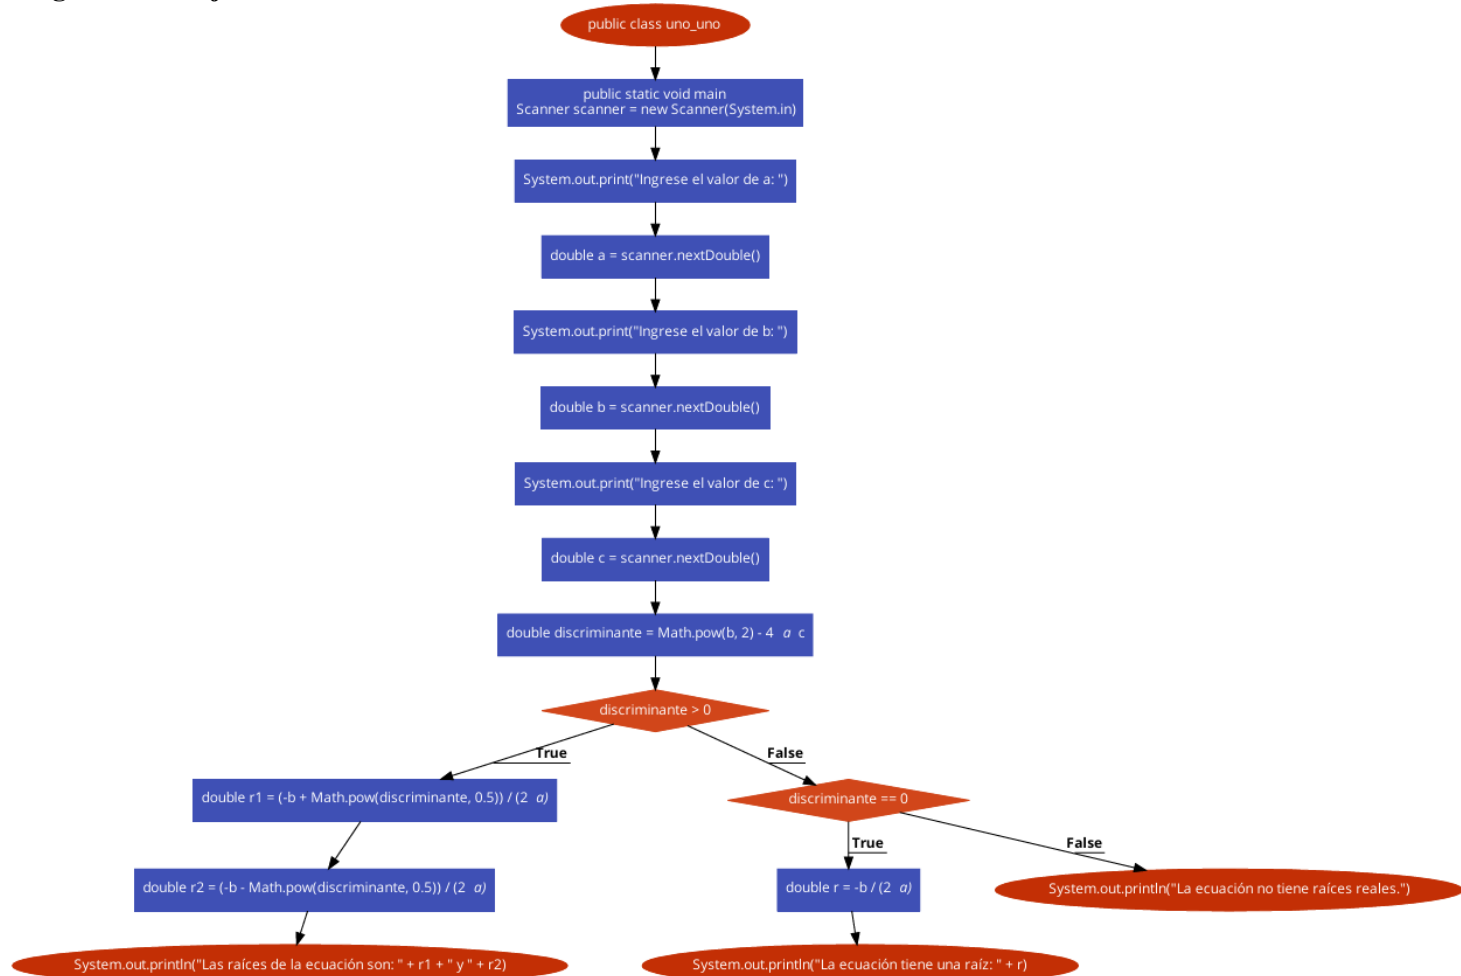 public class uno_uno
public static void main
Scanner scanner = new Scanner(System.in)
System.out.print("Ingrese el valor de a: ")
double a = scanner.nextDouble()
System.out.print("Ingrese el valor de b: ")
double b = scanner.nextDouble()
System.out.print("Ingrese el valor de c: ")
double c = scanner.nextDouble()
double discriminante = Math.pow(b, 2) - 4 a c
discriminante > 0
True
False
double r1 = (-b + Math.pow(discriminante, 0.5)) / (2 a)
discriminante == 0
True
False
double r2 = (-b - Math.pow(discriminante, 0.5)) / (2 a)
double r = -b / (2 a)
System.out.println("La ecuación no tiene raíces reales.")
System.out.println("Las raíces de la ecuación son: " + r1 + " y " + r2)
System.out.println("La ecuación tiene una raíz: " + r)